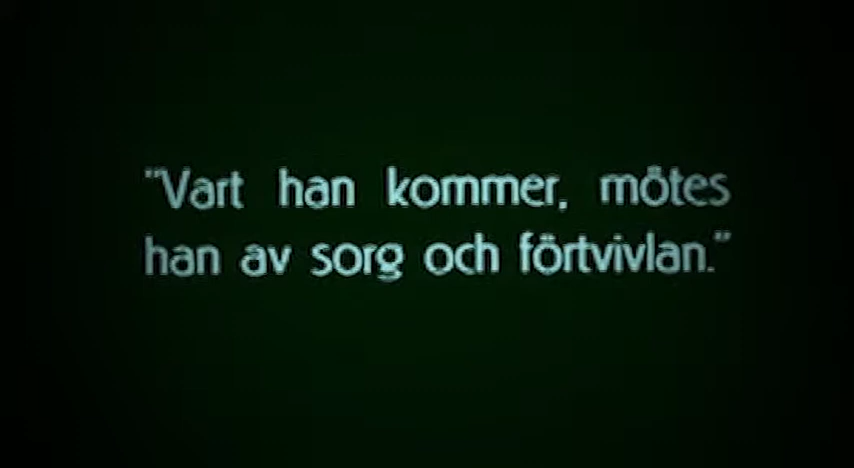 "Vart han kommer, mötes
han av sorg och förtvivlan."